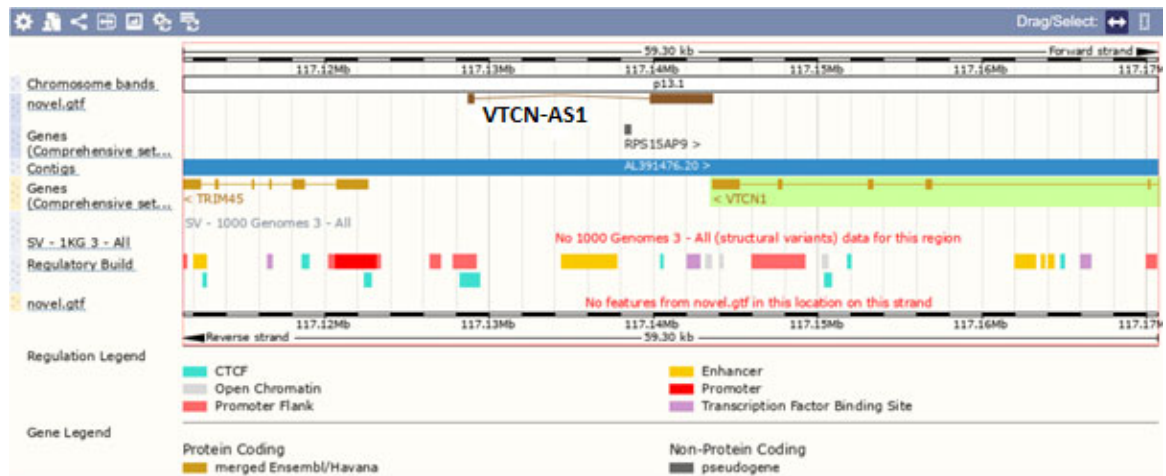 Drag/Select:
59.30 kb Forward strand
117.12Mb 117.13Mb 117.14Mb 117.15Mb 117.16Mb 117.17M
Chromosome bands p13.1
novel.gtf
VTCN-AS1
Genes
(Comprehensive set...
RPS15AP9 >
Contigs AL391476.20 >
Genes
(Comprehensive set...
< TRIM45 < VTCN1
SV - 1000 Genomes 3 - All
SV - 1KG 3 - All No 1000 Genomes 3 - All (structural variants) data for this region
Regulatory Build
novel.gtf No features from novel.gtf in this location on this strand
117.12Mb 117.13Mb 117.14Mb 117.15Mb 117.16Mb 117.17M
Reverse strand 59.30 kb
Regulation Legend
CTCF Enhancer
Open Chromatin Promoter
Promoter Flank Transcription Factor Binding Site
Gene Legend
Protein Coding Non-Protein Coding
merged Ensembl/Havana pseudogene